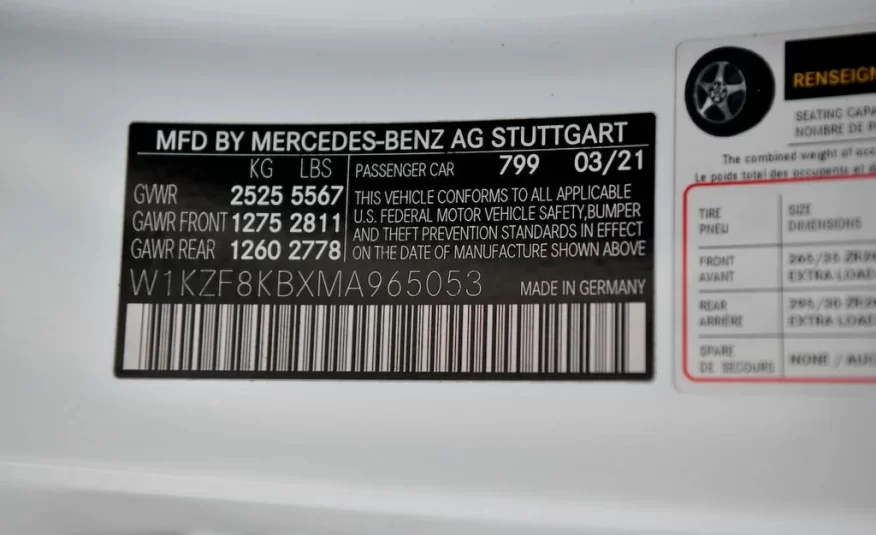 MFD BY MERCEDES-BENZ AG STUTTGART
KG LBS
GVWR 2525 5567
GAWR FRONT 1275 2811
GAWR REAR 1260 2778
PASSENGER CAR 799 03/21
THIS VEHICLE CONFORMS TO ALL APPLICABLE
U.S. FEDERAL MOTOR VEHICLE SAFETY,BUMPER
AND THEFT PREVENTION STANDARDS IN EFFECT
ON THE DATE OF MANUFACTURE SHOWN ABOVE
W1KZF8KBXMA965053
MADE IN GERMANY
RENSEIGN
SEATING CAPA
NOMBRE DE P
The combined weight of occ
Le poids total des occupants et d
TIRE
PNEU
SIZE
DIMENSIONS
FRONT
AVANT
EXTRA LOAD
REAR
ARRIÈRE
EXTRA LOAD
SPARE
DE SECOURS
NONE / AUC